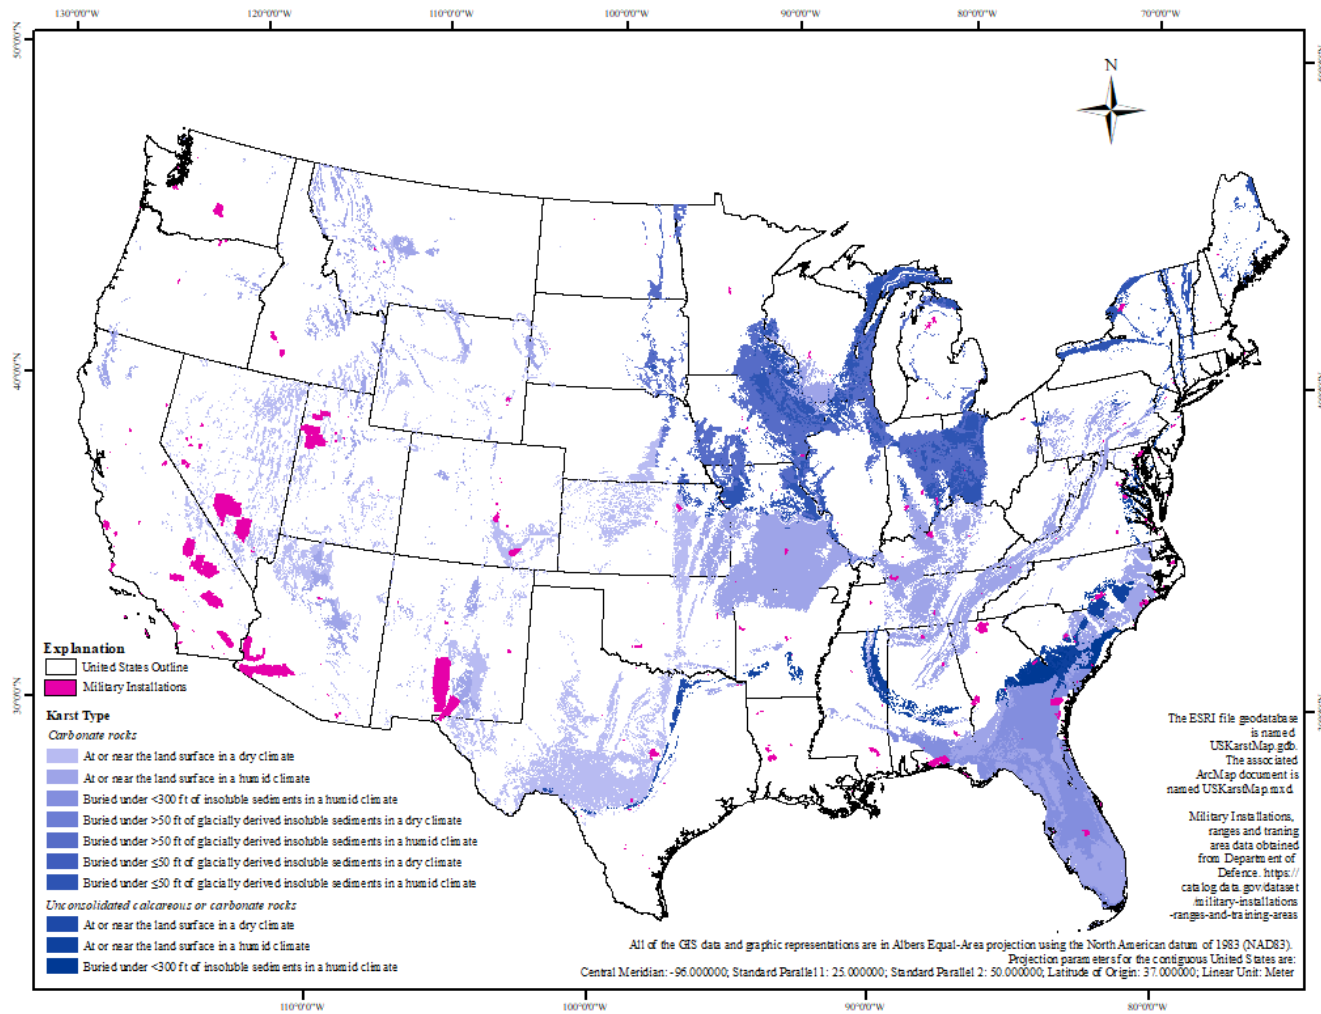 130°0'0"W 120°0'0"W 110°0'0"W 100°0'0"W 90°0'0"W 80°0'0"W 70°0'0"W
50°0'0"N
N
40°0'0"N
30°0'0"N
Explanation
United States Outline
Military Installations
Karst Type
Carbonate rocks
At or near the land surface in a dry climate
At or near the land surface in a humid climate
Buried under <300 ft of insoluble sediments in a humid climate
Buried under >50 ft of glacially derived insoluble sediments in a dry climate
Buried under >50 ft of glacially derived insoluble sediments in a humid climate
Buried under ≤50 ft of glacially derived insoluble sediments in a dry climate
Buried under ≤50 ft of glacially derived insoluble sediments in a humid climate
Unconsolidated calcareous or carbonate rocks
At or near the land surface in a dry climate
At or near the land surface in a humid climate
Buried under <300 ft of insoluble sediments in a humid climate
The ESRI file geodatabase
is named
USKarstMap.gdb.
The associated
ArcMap document is
named USKarstMap.mxd.
Military Installations,
ranges and traning
area data obtained
from Department of
Defence. https://
catalog.data.gov/dataset
/military-installations
-ranges-and-training-areas
All of the GIS data and graphic representations are in Albers Equal-Area projection using the North American datum of 1983 (NAD83).
Projection parameters for the contiguous United States are:
Central Meridian: -96.000000; Standard Parallel 1: 25.000000; Standard Parallel 2: 50.000000; Latitude of Origin: 37.000000; Linear Unit: Meter
110°0'0"W 100°0'0"W 90°0'0"W 80°0'0"W